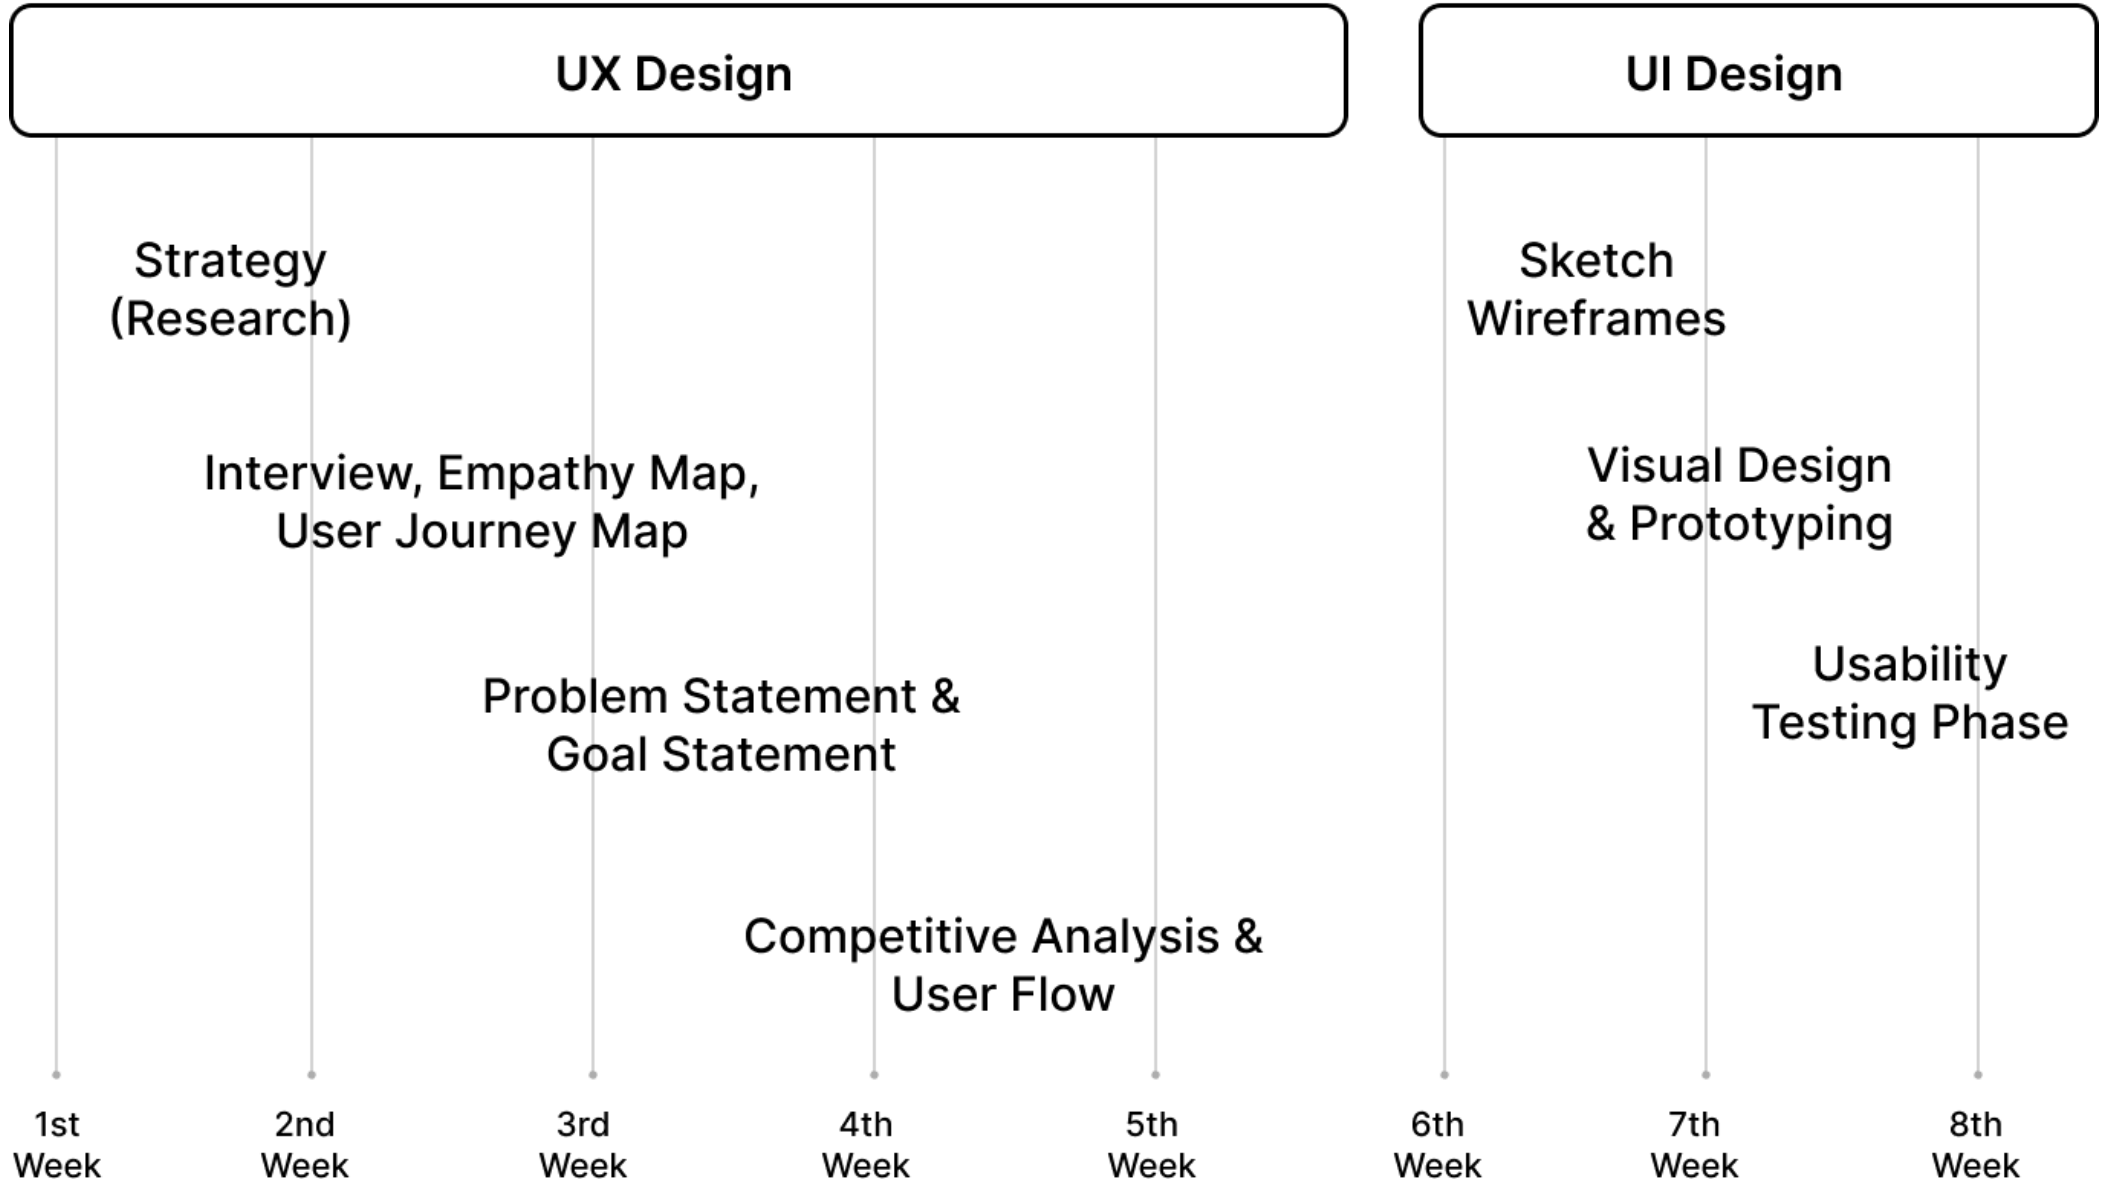 UX Design
UI Design
Strategy
(Research)
Sketch
Wireframes
Interview, Empathy Map,
User Journey Map
Visual Design
& Prototyping
Problem Statement &
Goal Statement
Usability
Testing Phase
Competitive Analysis &
User Flow
1st
Week
2nd
Week
3rd
Week
4th
Week
5th
Week
6th
Week
7th
Week
8th
Week